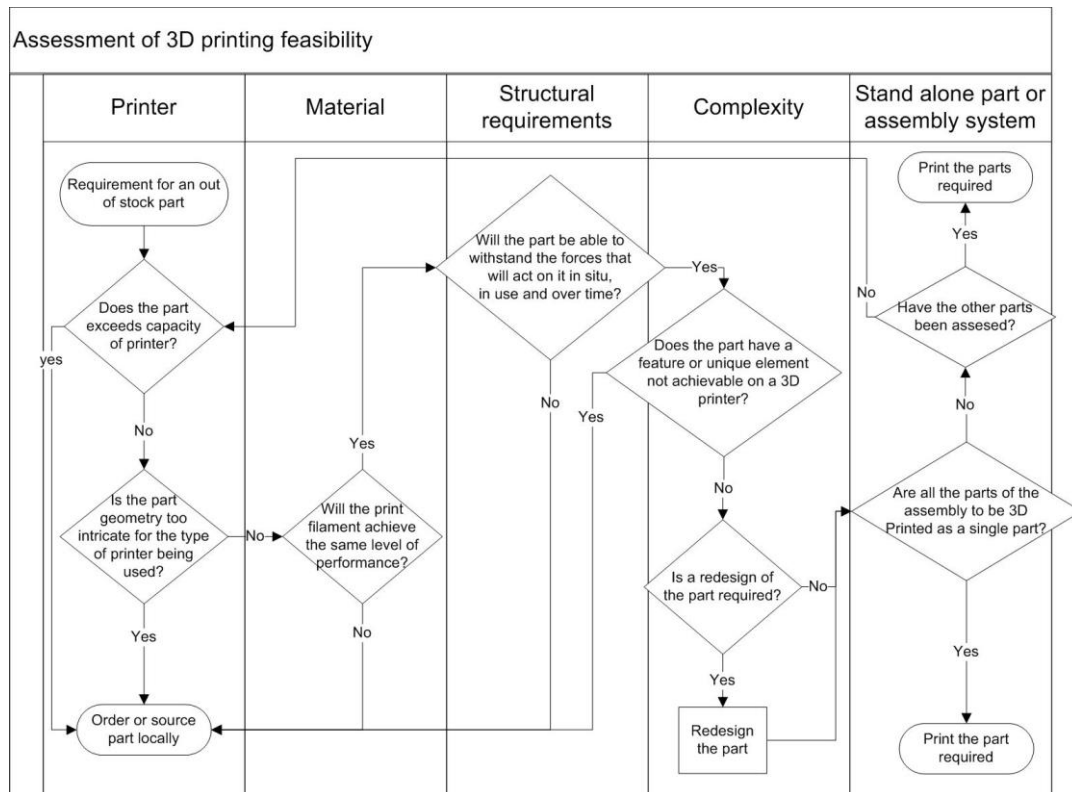 Assessment of 3D printing feasibility
Printer
Material
Structural
requirements
Complexity
Stand alone part or
assembly system
Requirement for an out
of stock part
Does the part
exceeds capacity
of printer?
yes
No
Is the part
geometry too
intricate for the type
of printer being
used?
No
Yes
Order or source
part locally
Will the print
filament achieve
the same level of
performance?
Yes
No
Will the part be able to
withstand the forces that
will act on it in situ,
in use and over time?
Yes
No
Does the part have a
feature or unique element
not achievable on a 3D
printer?
Yes
No
Is a redesign of
the part required?
No
Yes
Redesign
the part
Are all the parts of the
assembly to be 3D
Printed as a single part?
No
Yes
Have the other parts
been assesed?
No
Yes
Print the parts
required
Print the part
required